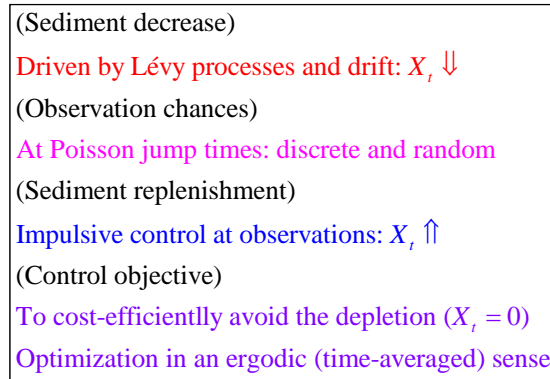 (Sediment decrease)
Driven by Lévy processes and drift: X_t ⇓
(Observation chances)
At Poisson jump times: discrete and random
(Sediment replenishment)
Impulsive control at observations: X_t ⇑
(Control objective)
To cost-efficientlly avoid the depletion (X_t = 0)
Optimization in an ergodic (time-averaged) sense